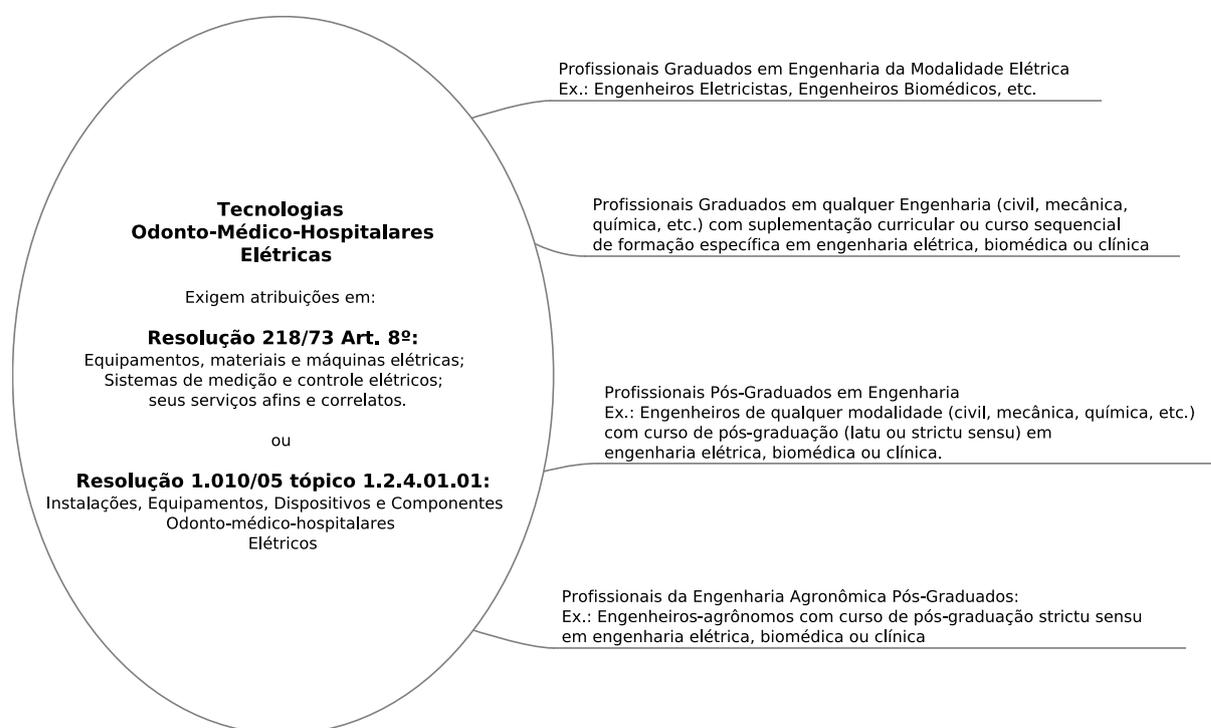 Tecnologias
Odonto-Médico-Hospitalares
Elétricas
Exigem atribuições em:
Resolução 218/73 Art. 8º:
Equipamentos, materiais e máquinas elétricas;
Sistemas de medição e controle elétricos;
seus serviços afins e correlatos.
ou
Resolução 1.010/05 tópico 1.2.4.01.01:
Instalações, Equipamentos, Dispositivos e Componentes
Odonto-médico-hospitalares
Elétricos
Profissionais Graduados em Engenharia da Modalidade Elétrica
Ex.: Engenheiros Eletricistas, Engenheiros Biomédicos, etc.
Profissionais Graduados em qualquer Engenharia (civil, mecânica,
química, etc.) com suplementação curricular ou curso sequencial
de formação específica em engenharia elétrica, biomédica ou clínica
Profissionais Pós-Graduados em Engenharia
Ex.: Engenheiros de qualquer modalidade (civil, mecânica, química, etc.)
com curso de pós-graduação (latu ou strictu sensu) em
engenharia elétrica, biomédica ou clínica.
Profissionais da Engenharia Agronômica Pós-Graduados:
Ex.: Engenheiros-agrônomos com curso de pós-graduação strictu sensu
em engenharia elétrica, biomédica ou clínica